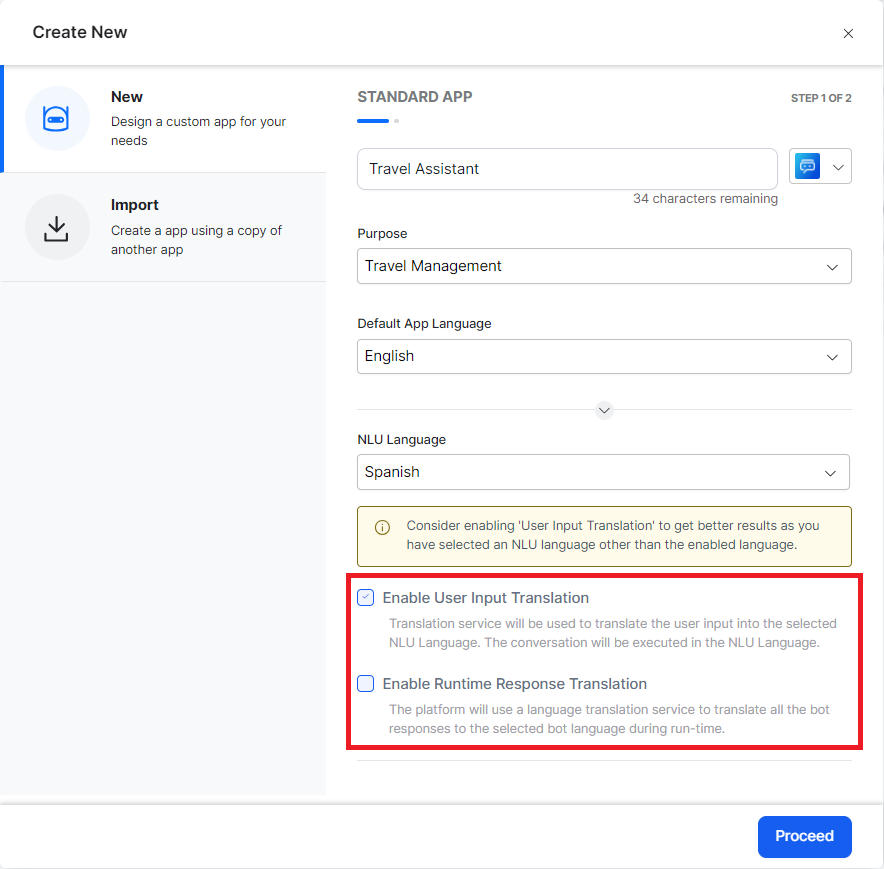 Create New
New
Design a custom app for your
needs
Import
Create a app using a copy of
another app
STANDARD APP
STEP 1 OF 2
Travel Assistant
34 characters remaining
Purpose
Travel Management
Default App Language
English
NLU Language
Spanish
Consider enabling 'User Input Translation' to get better results as you
have selected an NLU language other than the enabled language.
Enable User Input Translation
Translation service will be used to translate the user input into the selected
NLU Language. The conversation will be executed in the NLU Language.
Enable Runtime Response Translation
The platform will use a language translation service to translate all the bot
responses to the selected bot language during run-time.
Proceed